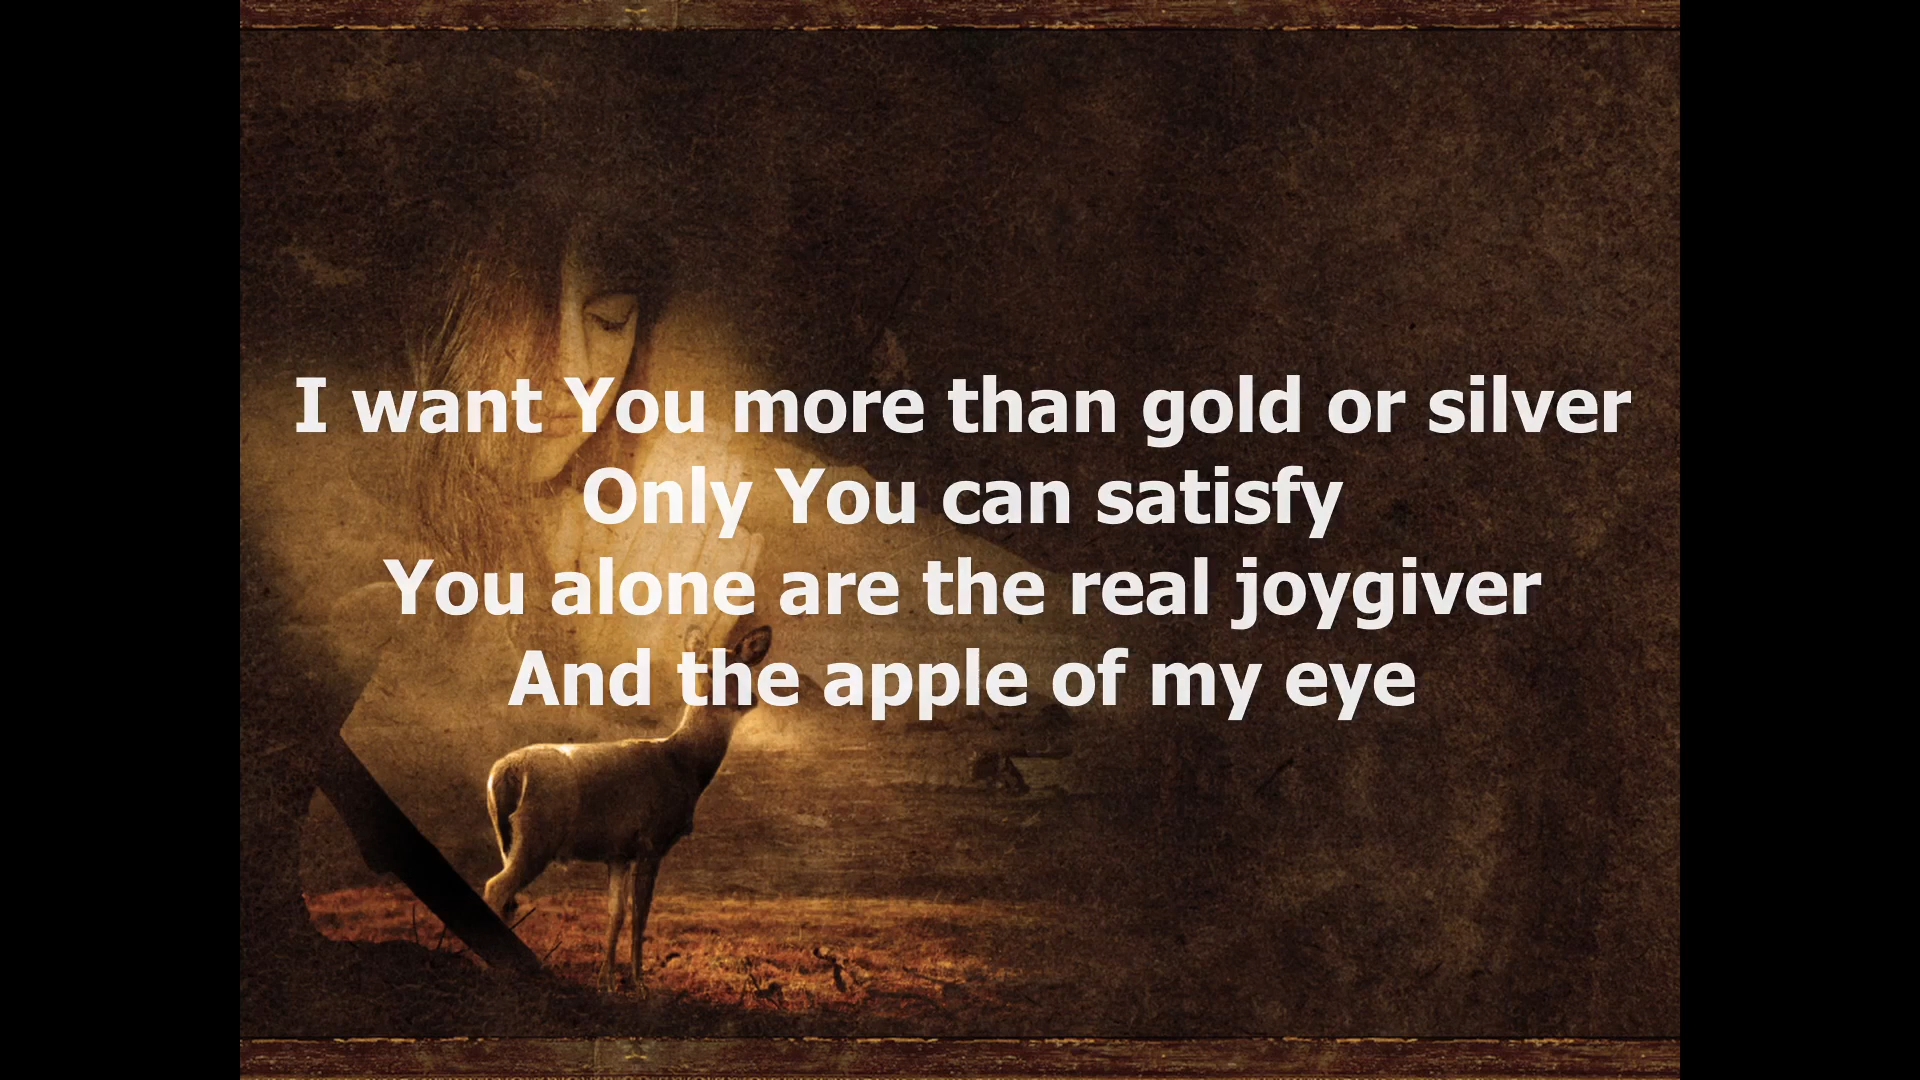 I want You more than gold or silver
Only You can satisfy
You alone are the real joygiver
And the apple of my eye